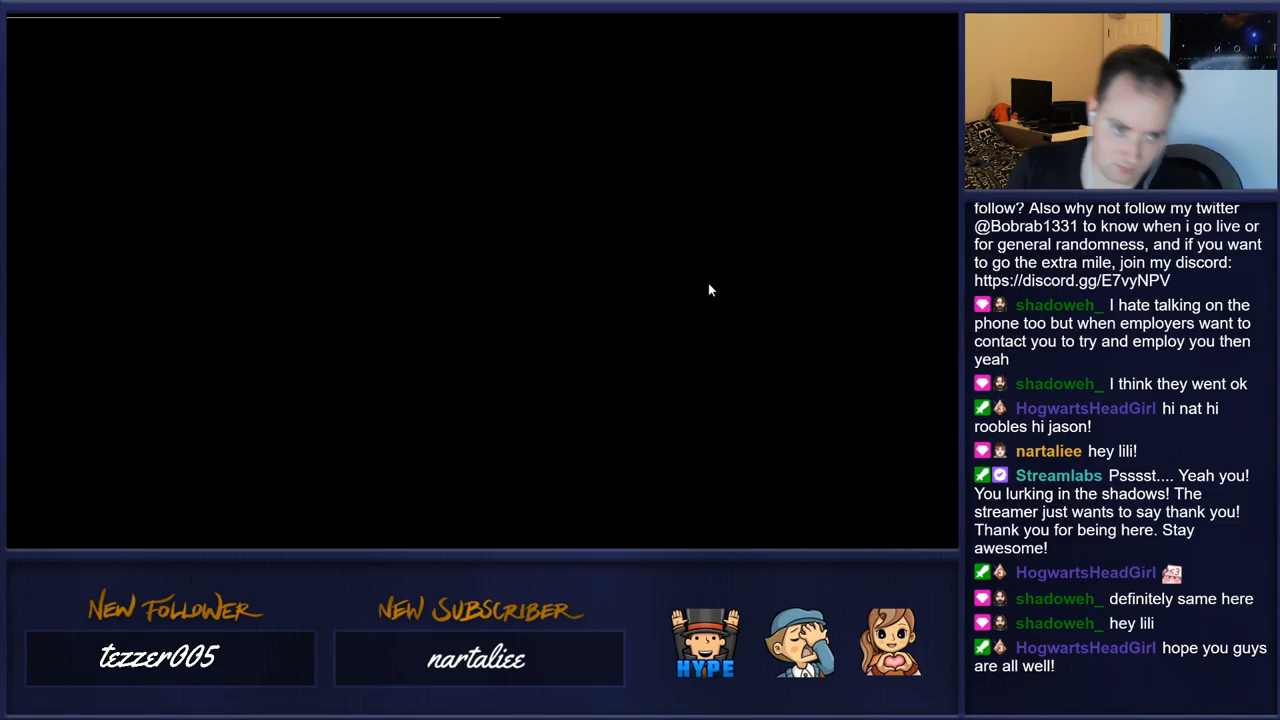 NOIT
follow? Also why not follow my twitter
@Bobrab1331 to know when i go live or
for general randomness, and if you want
to go the extra mile, join my discord:
https://discord.gg/E7vyNPV
shadoweh_ I hate talking on the
phone too but when employers want to
contact you to try and employ you then
yeah
shadoweh_ I think they went ok
HogwartsHeadGirl hi nat hi
roobles hi jason!
nartaliee hey lili!
Streamlabs Psssst.... Yeah you!
You lurking in the shadows! The
streamer just wants to say thank you!
Thank you for being here. Stay
awesome!
HogwartsHeadGirl
shadoweh_ definitely same here
shadoweh_ hey lili
HogwartsHeadGirl hope you guys
are all well!
NEW FOLLOWER
tezzer005
NEW SUBSCRIBER
nartaliee
HYPE